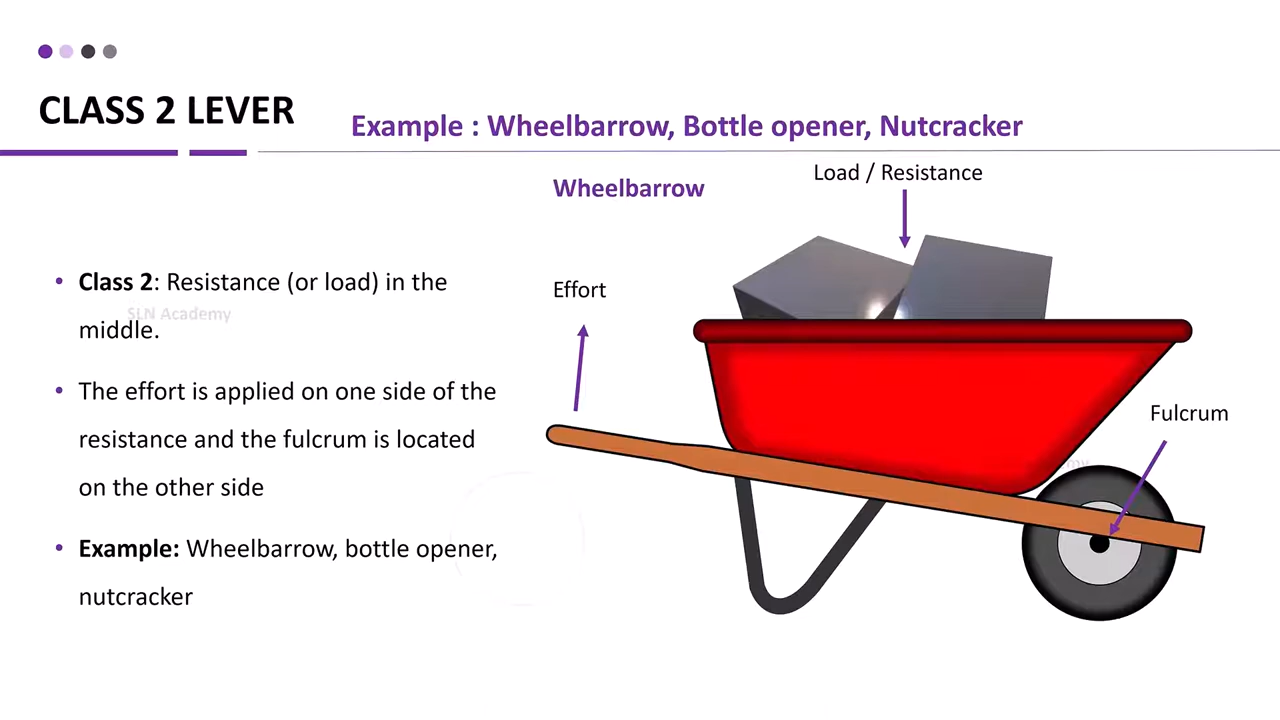 CLASS 2 LEVER
Example : Wheelbarrow, Bottle opener, Nutcracker
Wheelbarrow
Load / Resistance
Effort
Fulcrum
• Class 2: Resistance (or load) in the
middle.
SLN Academy
• The effort is applied on one side of the
resistance and the fulcrum is located
on the other side
• Example: Wheelbarrow, bottle opener,
nutcracker